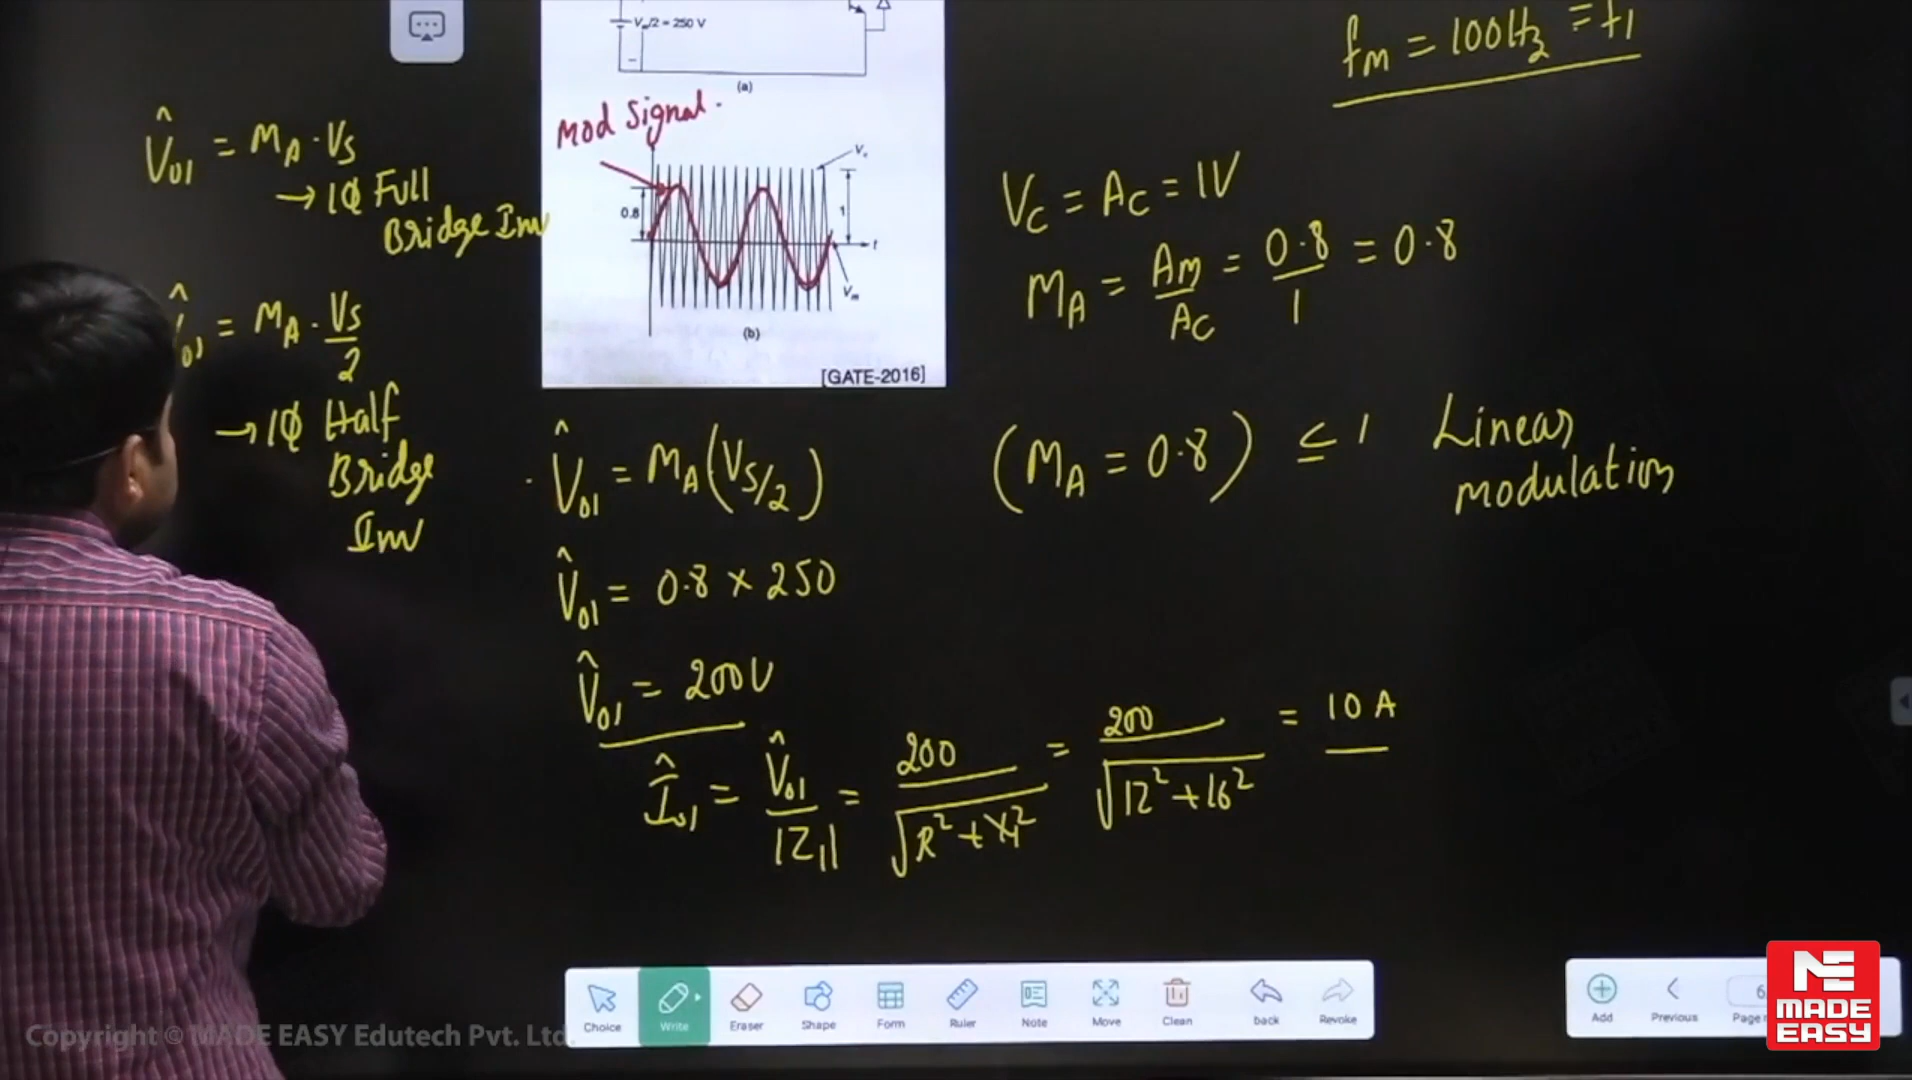 V̂01 = MA · Vs
→ 1Φ Full
Bridge Inv
01 = MA · Vs/2
→ 1Φ Half
Bridge
Inv
/2 = 250 V
(a)
Mod Signal.
0.8
1
t
(b)
[GATE-2016]
fm = 100Hz = f1
VC = AC = 1V
MA = Am/AC = 0.8/1 = 0.8
(MA = 0.8) ≤ 1 Linear
modulation
V̂01 = MA(Vs/2)
V̂01 = 0.8 × 250
V̂01 = 200V
Î01 = V̂01/|Z1| = 200/√(R²+X1²) = 200/√(12²+16²) = 10 A
Choice
Write
Eraser
Shape
Form
Ruler
Note
Move
Clean
back
Revoke
Add
Previous
Page
6
ME
MADE
EASY
Copyright © MADE EASY Edutech Pvt. Ltd.